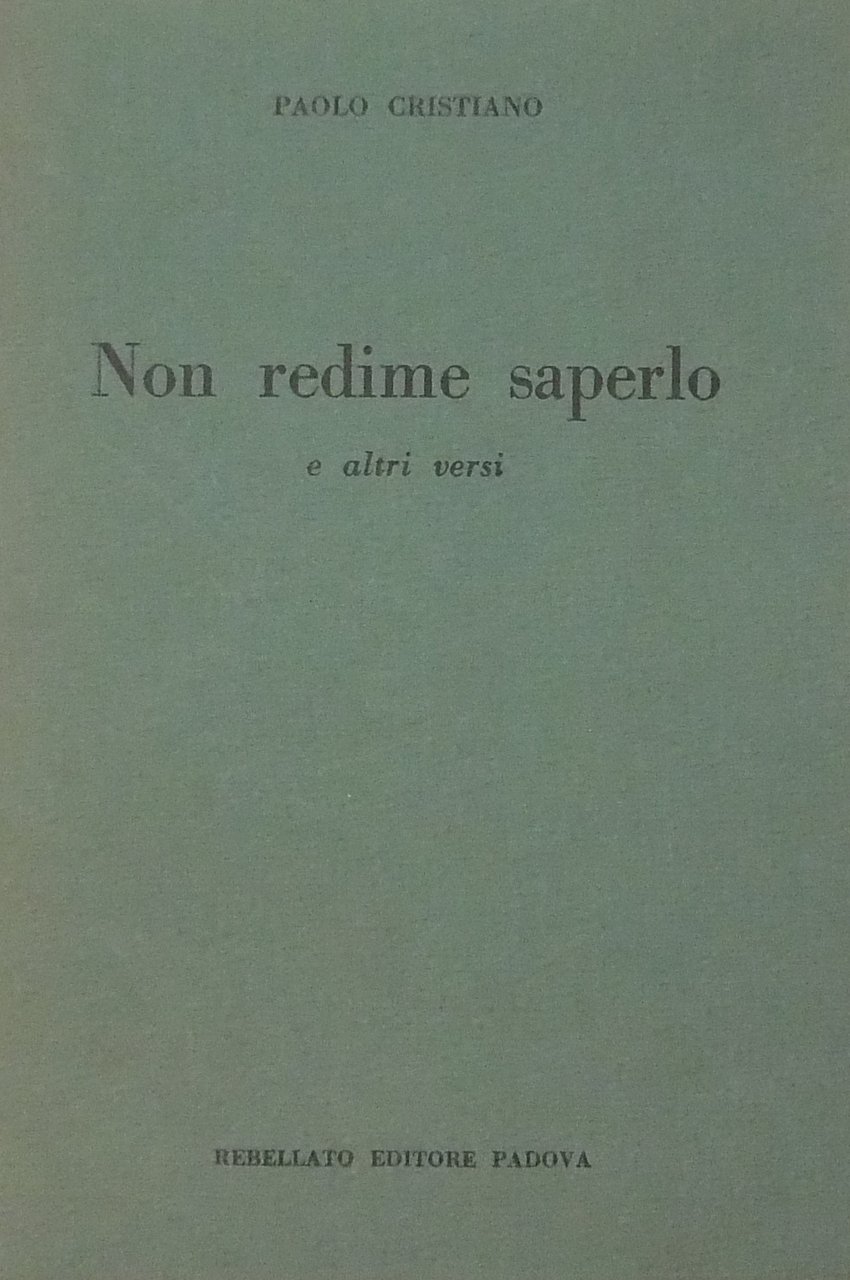 PAOLO CRISTIANO
Non redime saperlo
e altri versi
REBELLATO EDITORE PADOVA